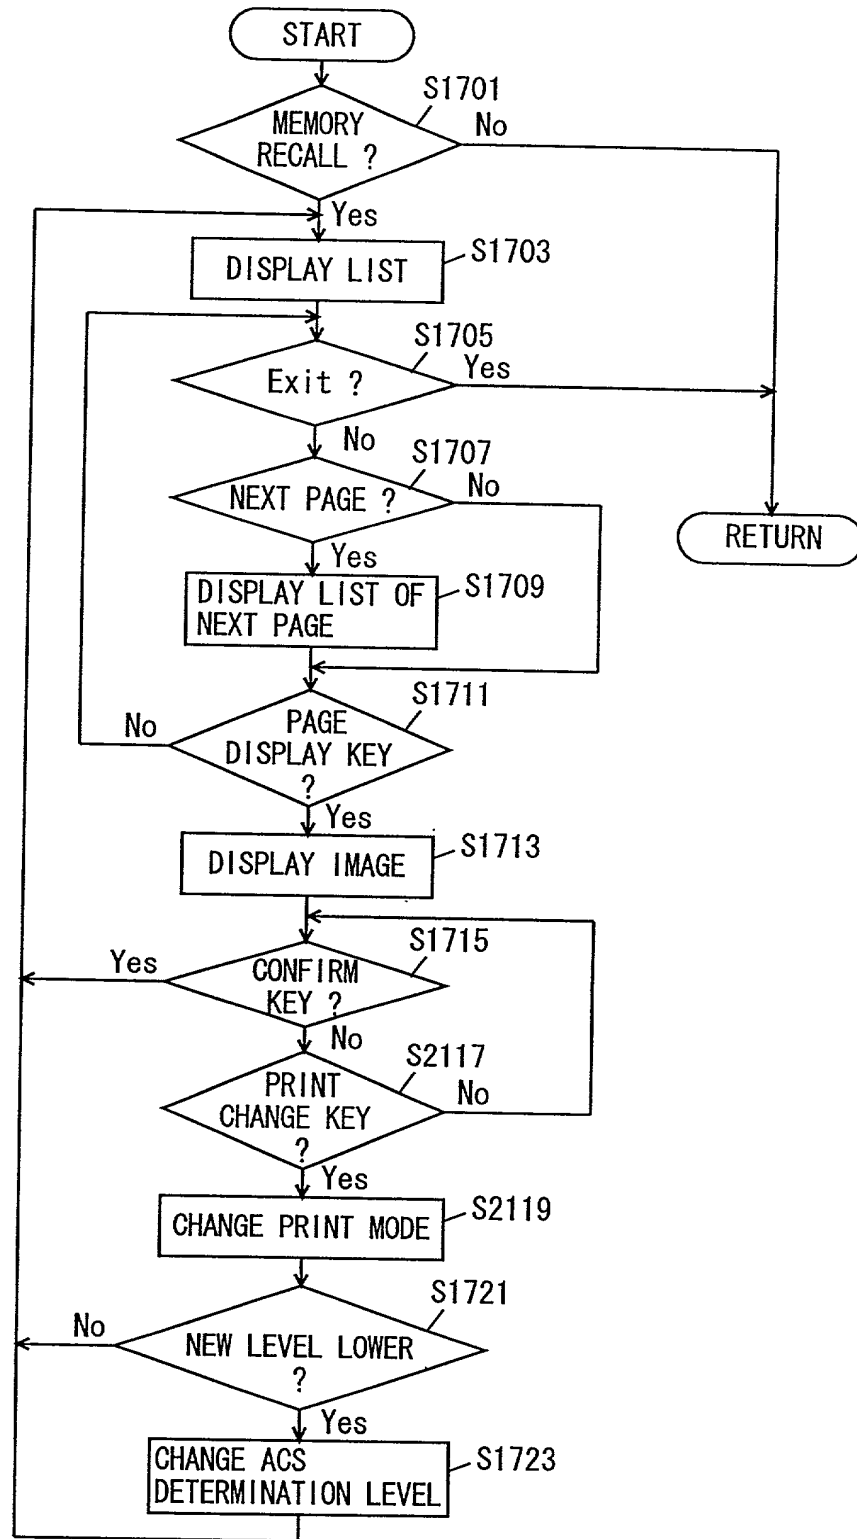 START
S1701
MEMORY
RECALL ?
No
Yes
DISPLAY LIST
S1703
S1705
Exit ?
Yes
No
S1707
NEXT PAGE ?
No
RETURN
Yes
DISPLAY LIST OF
NEXT PAGE
S1709
S1711
No
PAGE
DISPLAY KEY
?
Yes
DISPLAY IMAGE
S1713
S1715
Yes
CONFIRM
KEY ?
No
S2117
PRINT
CHANGE KEY
?
No
Yes
CHANGE PRINT MODE
S2119
S1721
No
NEW LEVEL LOWER
?
Yes
CHANGE ACS
DETERMINATION LEVEL
S1723